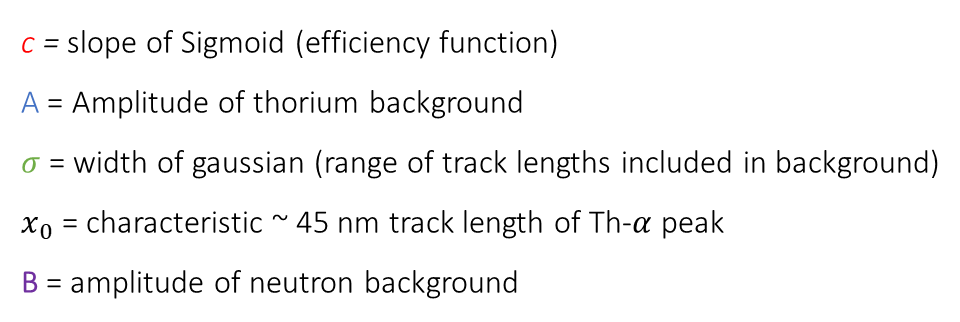 c = slope of Sigmoid (efficiency function)
A = Amplitude of thorium background
σ = width of gaussian (range of track lengths included in background)
x₀ = characteristic ~ 45 nm track length of Th-α peak
B = amplitude of neutron background